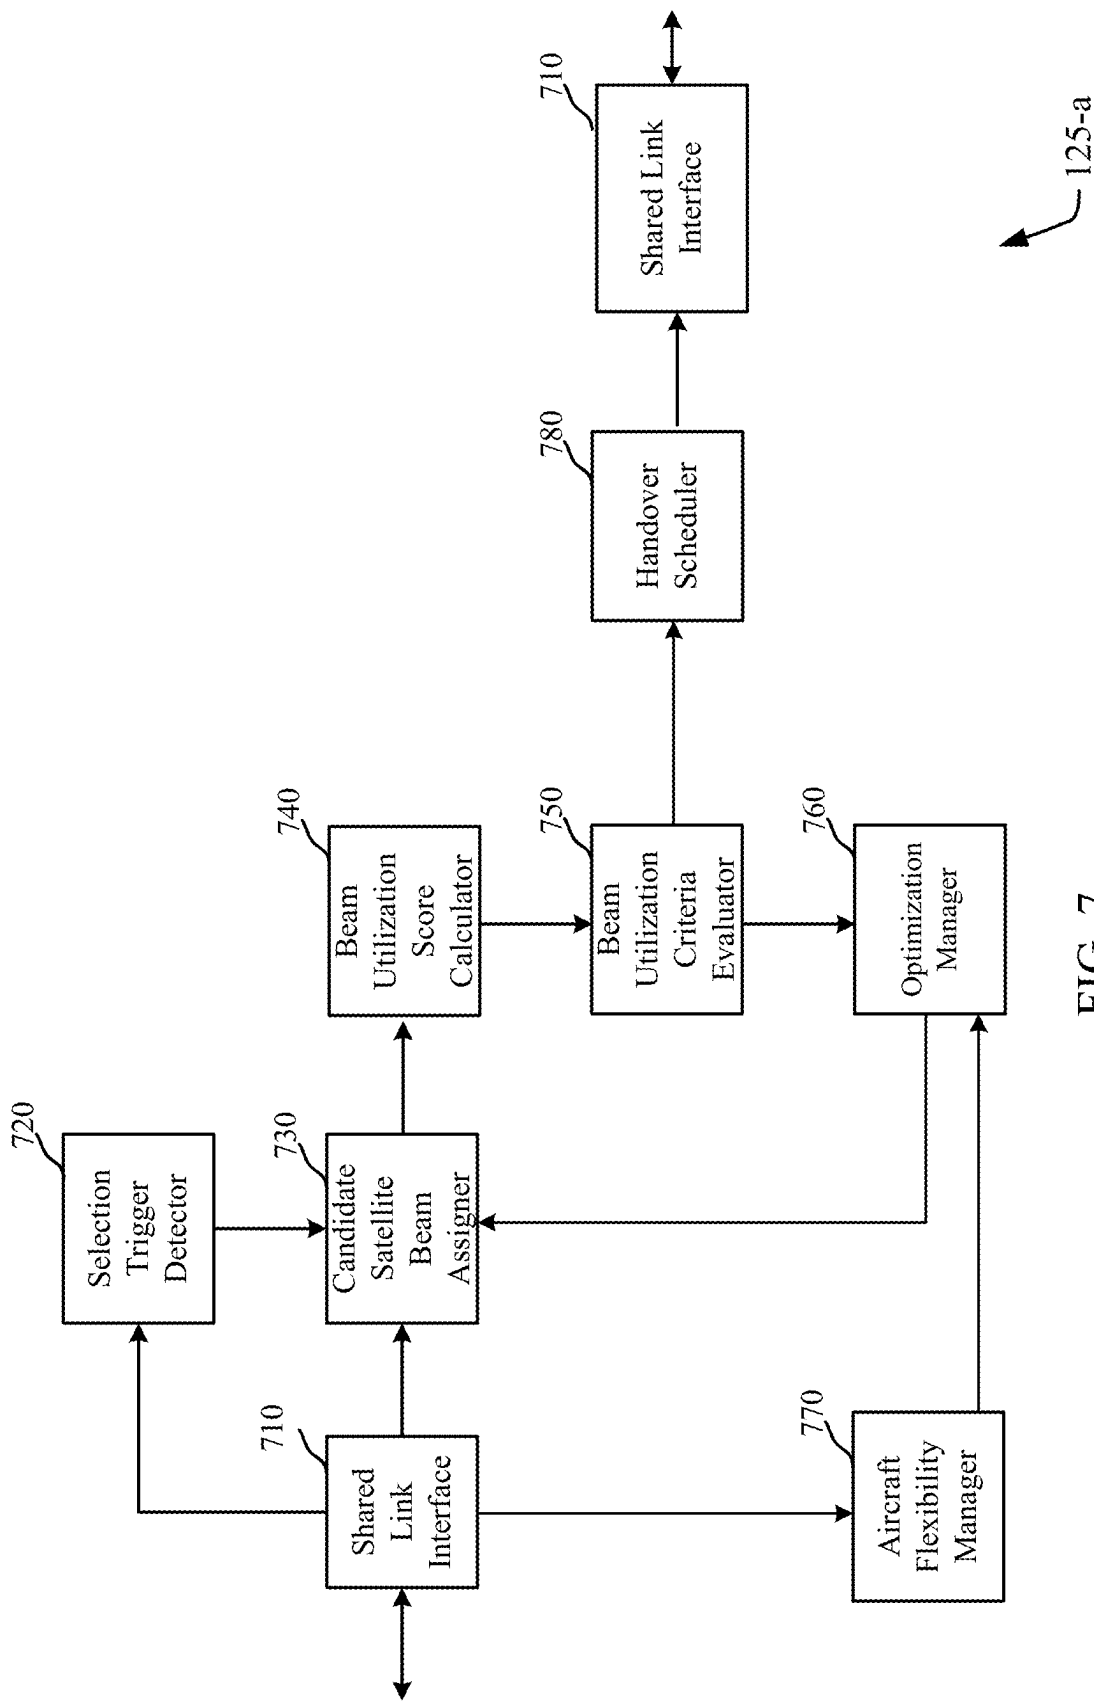 720
Selection
Trigger
Detector
710
Shared
Link
Interface
730
Candidate
Satellite
Beam
Assigner
740
Beam
Utilization
Score
Calculator
750
Beam
Utilization
Criteria
Evaluator
760
Optimization
Manager
770
Aircraft
Flexibility
Manager
780
Handover
Scheduler
710
Shared Link
Interface
125-a
FIG. 7